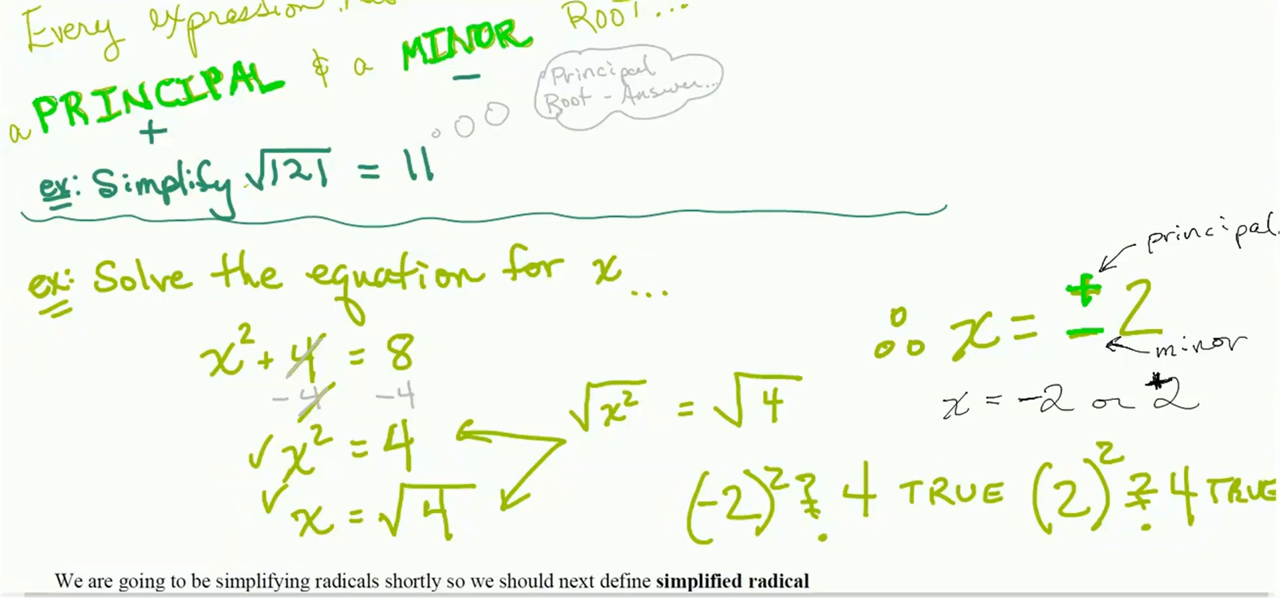 Every expression has
Root...
a PRINCIPAL & a MINOR
+ −
Principal
Root - Answer...
ex: Simplify √121 = 11
ex: Solve the equation for x ...
principal
x² + 4 = 8
∴ x = ± 2
minor
-4 -4
√x² = √4
x = -2 or +2
✓ x² = 4
✓ x = √4
(-2)² ≟ 4 TRUE (2)² ≟ 4 TRUE
We are going to be simplifying radicals shortly so we should next define simplified radical